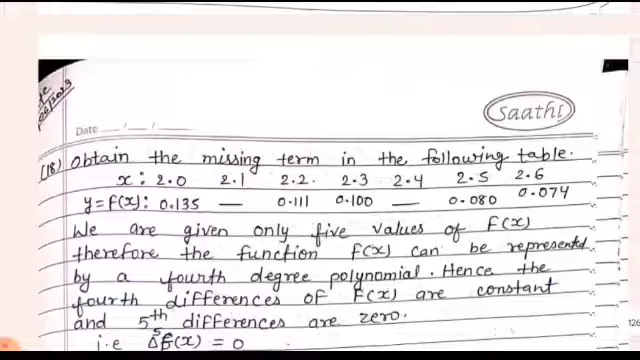 Saathi
Date / /
(18) Obtain the missing term in the following table.
x : 2.0 2.1 2.2 2.3 2.4 2.5 2.6
y=f(x) : 0.135 — 0.111 0.100 — 0.080 0.074
We are given only five values of f(x)
therefore the function f(x) can be represented
by a fourth degree polynomial. Hence the
fourth differences of f(x) are constant
and 5th differences are zero.
i.e Δ⁵f(x) = 0
126